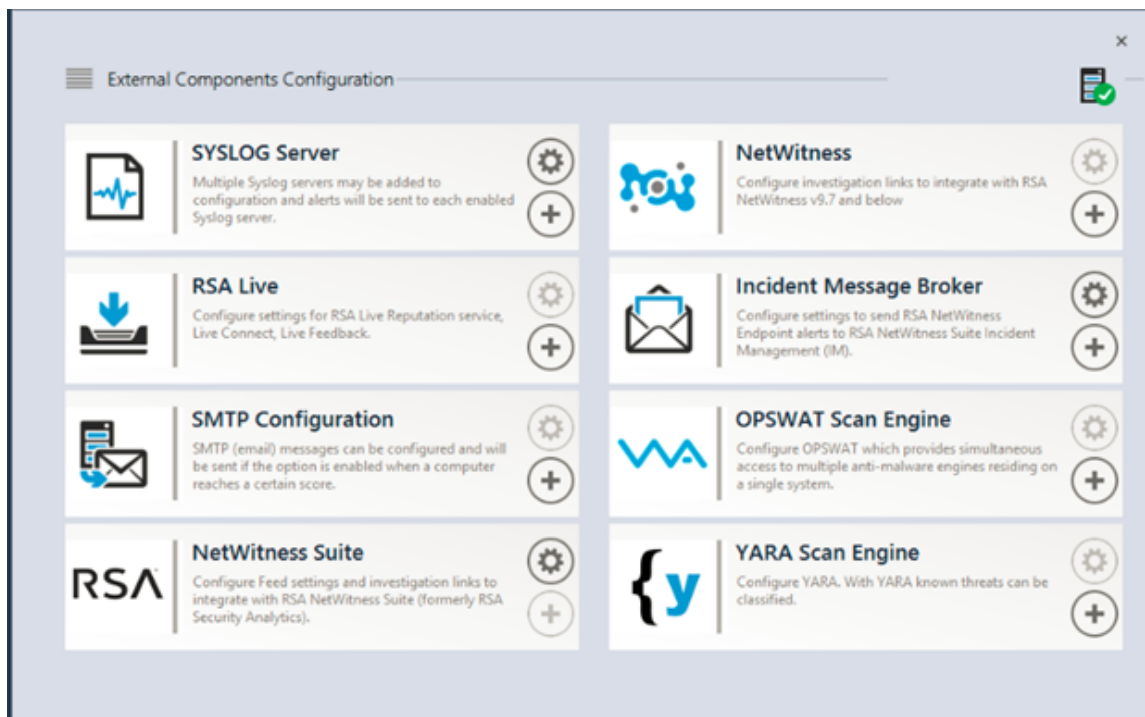 External Components Configuration
SYSLOG Server
Multiple Syslog servers may be added to
configuration and alerts will be sent to each enabled
Syslog server.
NetWitness
Configure investigation links to integrate with RSA
NetWitness v9.7 and below
RSA Live
Configure settings for RSA Live Reputation service,
Live Connect, Live Feedback.
Incident Message Broker
Configure settings to send RSA NetWitness
Endpoint alerts to RSA NetWitness Suite Incident
Management (IM).
SMTP Configuration
SMTP (email) messages can be configured and will
be sent if the option is enabled when a computer
reaches a certain score.
OPSWAT Scan Engine
Configure OPSWAT which provides simultaneous
access to multiple anti-malware engines residing on
a single system.
RSA
NetWitness Suite
Configure Feed settings and investigation links to
integrate with RSA NetWitness Suite (formerly RSA
Security Analytics).
{y
YARA Scan Engine
Configure YARA. With YARA known threats can be
classified.